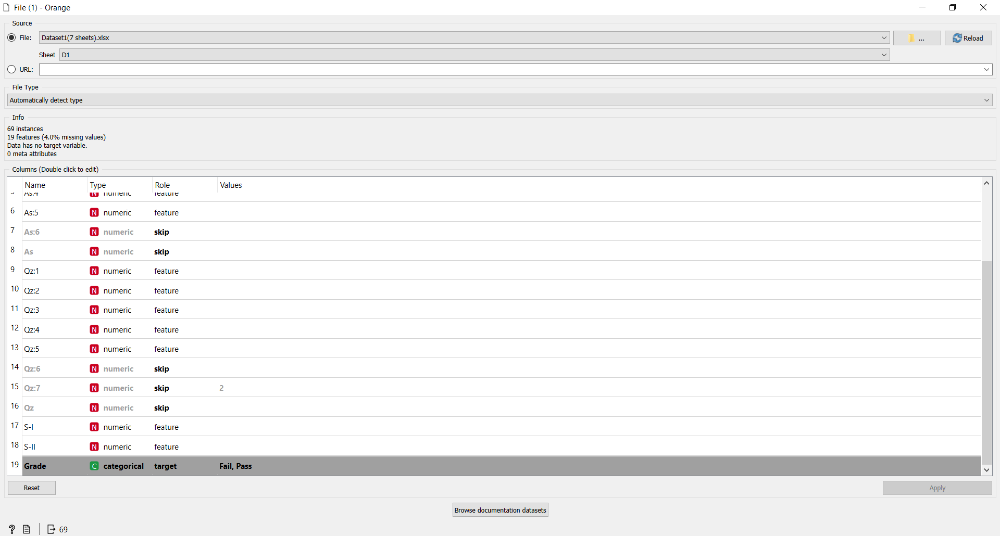 File (1) - Orange
Source
File: Dataset1(7 sheets).xlsx ... Reload
Sheet D1
URL:
File Type
Automatically detect type
Info
69 instances
19 features (4.0% missing values)
Data has no target variable.
0 meta attributes
Columns (Double click to edit)
Name Type Role Values
5 As:4 N numeric feature
6 As:5 N numeric feature
7 As:6 N numeric skip
8 As N numeric skip
9 Qz:1 N numeric feature
10 Qz:2 N numeric feature
11 Qz:3 N numeric feature
12 Qz:4 N numeric feature
13 Qz:5 N numeric feature
14 Qz:6 N numeric skip
15 Qz:7 N numeric skip 2
16 Qz N numeric skip
17 S-I N numeric feature
18 S-II N numeric feature
19 Grade C categorical target Fail, Pass
Reset Apply
Browse documentation datasets
? 69